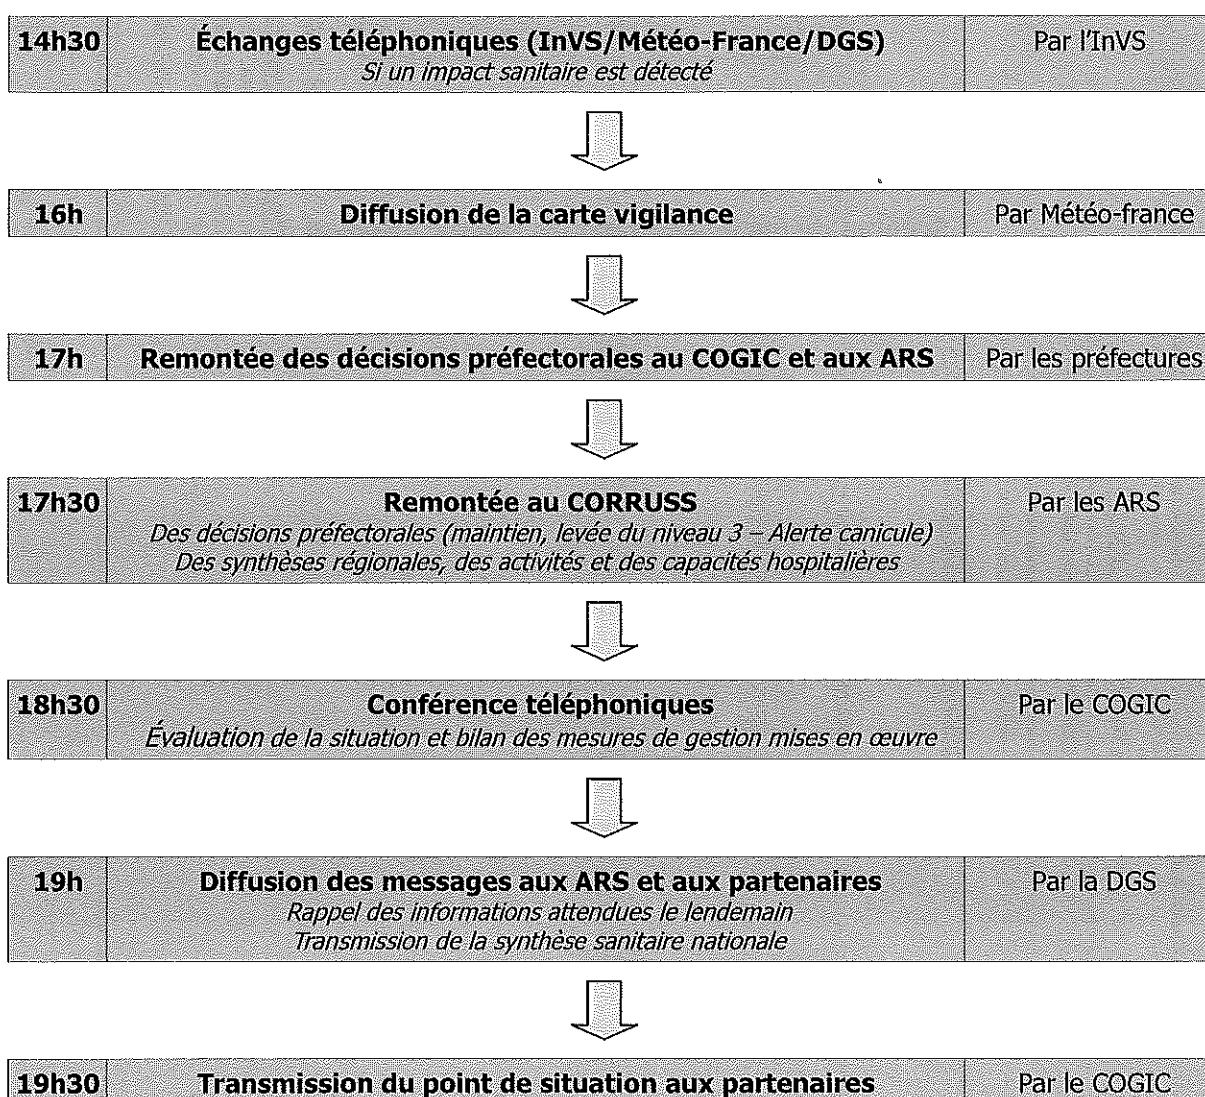 14h30 Échanges téléphoniques (InVS/Météo-France/DGS) Par l'InVS
Si un impact sanitaire est détecté
16h Diffusion de la carte vigilance Par Météo-france
17h Remontée des décisions préfectorales au COGIC et aux ARS Par les préfectures
17h30 Remontée au CORRUSS Par les ARS
Des décisions préfectorales (maintien, levée du niveau 3 – Alerte canicule)
Des synthèses régionales, des activités et des capacités hospitalières
18h30 Conférence téléphoniques Par le COGIC
Évaluation de la situation et bilan des mesures de gestion mises en œuvre
19h Diffusion des messages aux ARS et aux partenaires Par la DGS
Rappel des informations attendues le lendemain
Transmission de la synthèse sanitaire nationale
19h30 Transmission du point de situation aux partenaires Par le COGIC